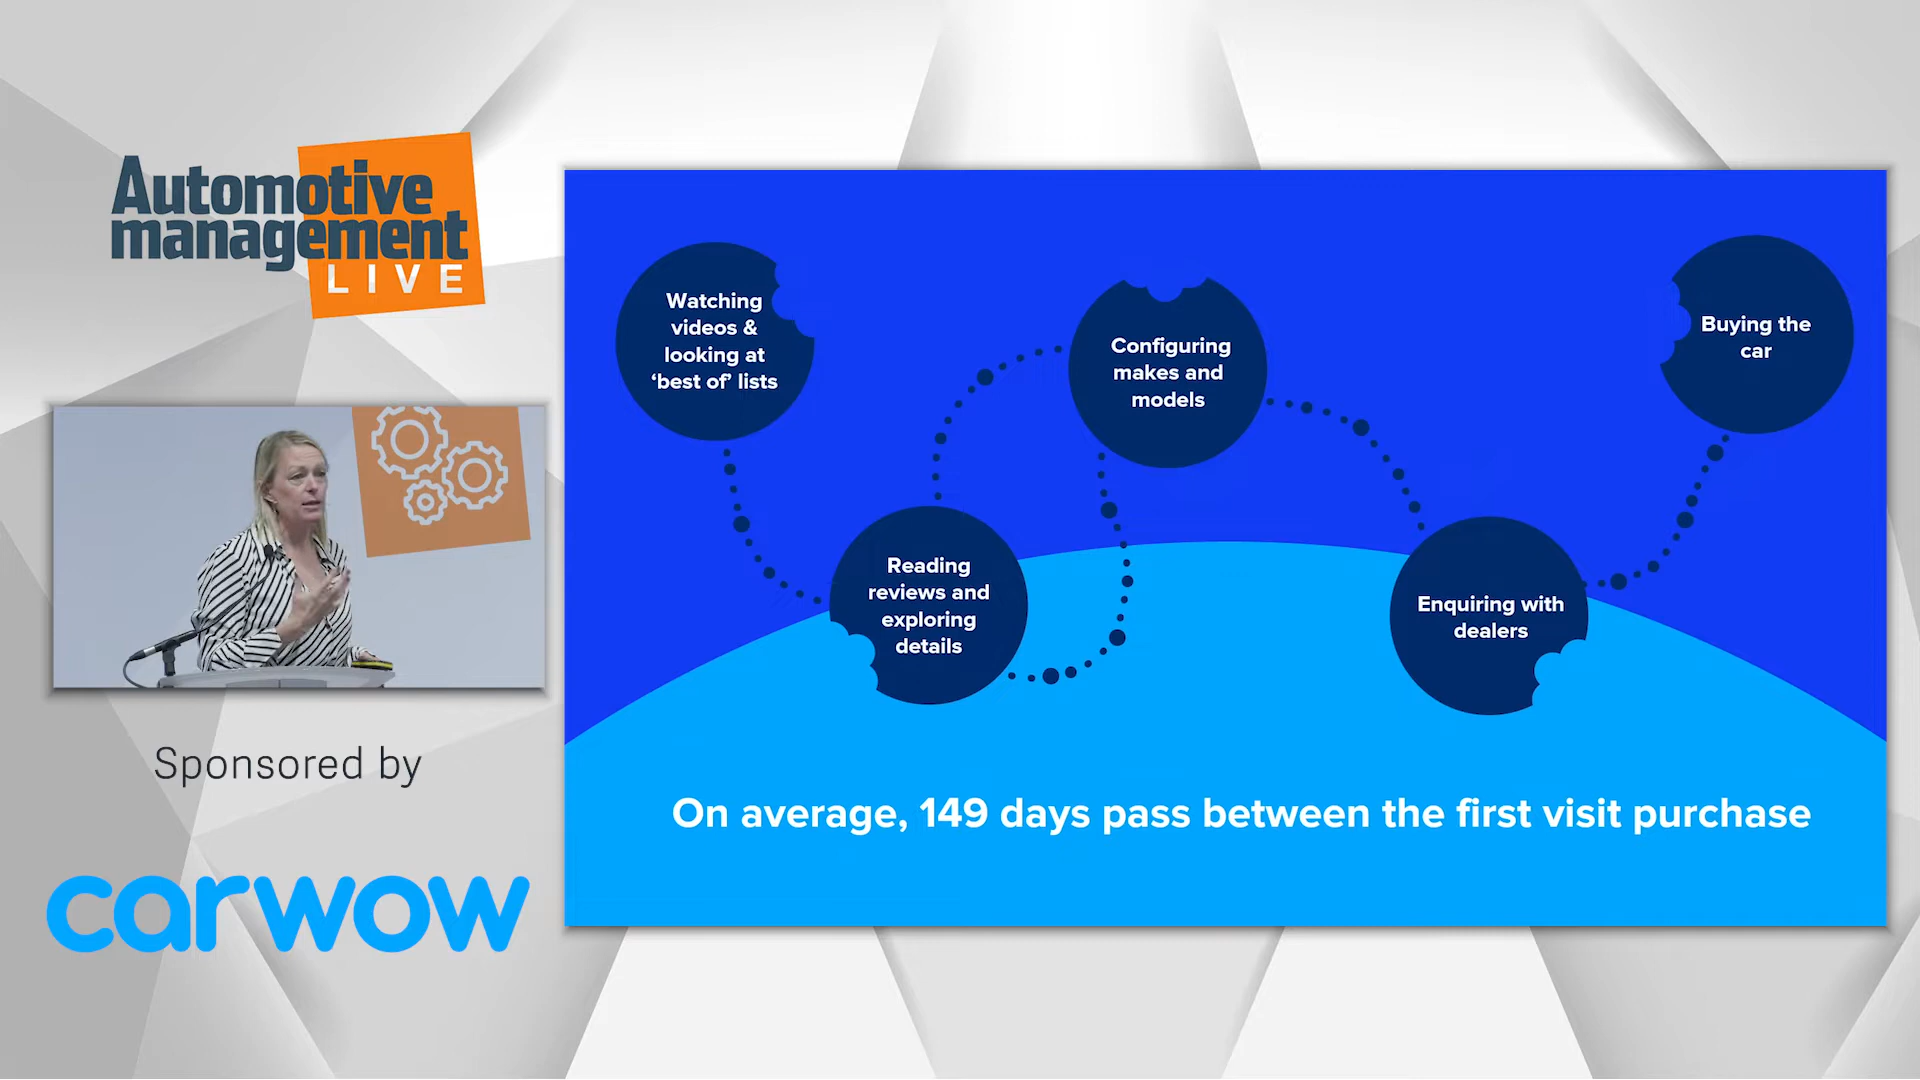 Automotive
management
LIVE
Sponsored by
carwow
Watching
videos &
looking at
‘best of’ lists
Reading
reviews and
exploring
details
Configuring
makes and
models
Enquiring with
dealers
Buying the
car
On average, 149 days pass between the first visit purchase